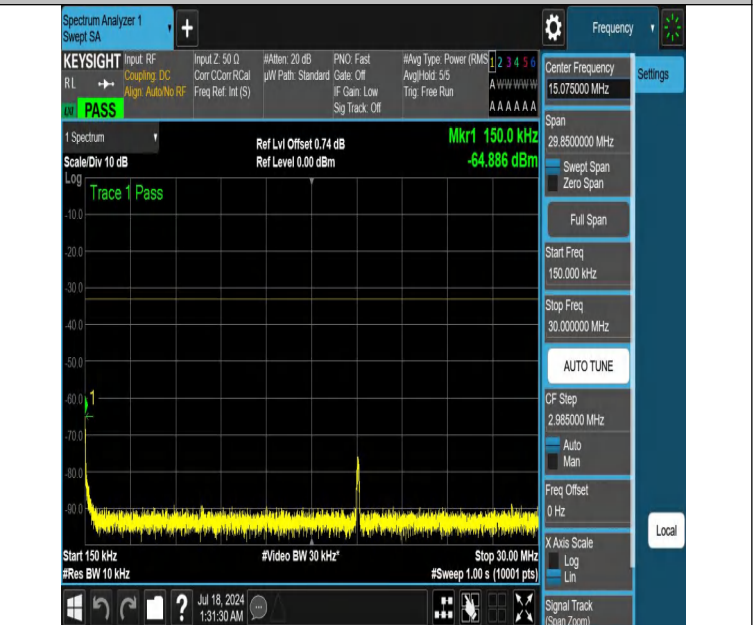 Spectrum Analyzer 1
Swept SA
+
Frequency
KEYSIGHT
RL
PASS
Input: RF
Coupling: DC
Align: Auto/No RF
Input Z: 50 Ω
Corr CCorr RCal
Freq Ref: Int (S)
#Atten: 20 dB
µW Path: Standard
PNO: Fast
Gate: Off
IF Gain: Low
Sig Track: Off
#Avg Type: Power (RMS
Avg|Hold: 5/5
Trig: Free Run
1 2 3 4 5 6
A W W W W W
A A A A A A
1 Spectrum
Scale/Div 10 dB
Ref Lvl Offset 0.74 dB
Ref Level 0.00 dBm
Mkr1 150.0 kHz
-64.886 dBm
Log
Trace 1 Pass
-10.0
-20.0
-30.0
-40.0
-50.0
-60.0
1
-70.0
-80.0
-90.0
Start 150 kHz
#Video BW 30 kHz*
Stop 30.00 MHz
#Res BW 10 kHz
#Sweep 1.00 s (10001 pts)
?
Jul 18, 2024
1:31:30 AM
Center Frequency
15.075000 MHz
Settings
Span
29.8500000 MHz
Swept Span
Zero Span
Full Span
Start Freq
150.000 kHz
Stop Freq
30.000000 MHz
AUTO TUNE
CF Step
2.985000 MHz
Auto
Man
Freq Offset
0 Hz
X Axis Scale
Log
Lin
Local
Signal Track
(Span Zoom)